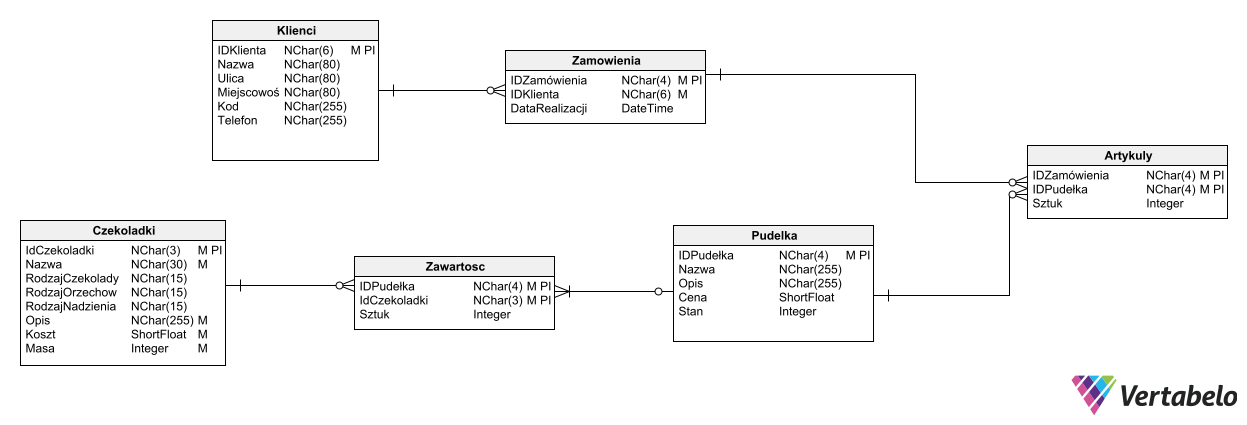 Klienci
IDKlienta NChar(6) M PI
Nazwa NChar(80)
Ulica NChar(80)
Miejscowoś NChar(80)
Kod NChar(255)
Telefon NChar(255)
Zamowienia
IDZamówienia NChar(4) M PI
IDKlienta NChar(6) M
DataRealizacji DateTime
Artykuly
IDZamówienia NChar(4) M PI
IDPudełka NChar(4) M PI
Sztuk Integer
Czekoladki
IdCzekoladki NChar(3) M PI
Nazwa NChar(30) M
RodzajCzekolady NChar(15)
RodzajOrzechow NChar(15)
RodzajNadzienia NChar(15)
Opis NChar(255) M
Koszt ShortFloat M
Masa Integer M
Zawartosc
IDPudełka NChar(4) M PI
IdCzekoladki NChar(3) M PI
Sztuk Integer
Pudelka
IDPudełka NChar(4) M PI
Nazwa NChar(255)
Opis NChar(255)
Cena ShortFloat
Stan Integer
Vertabelo